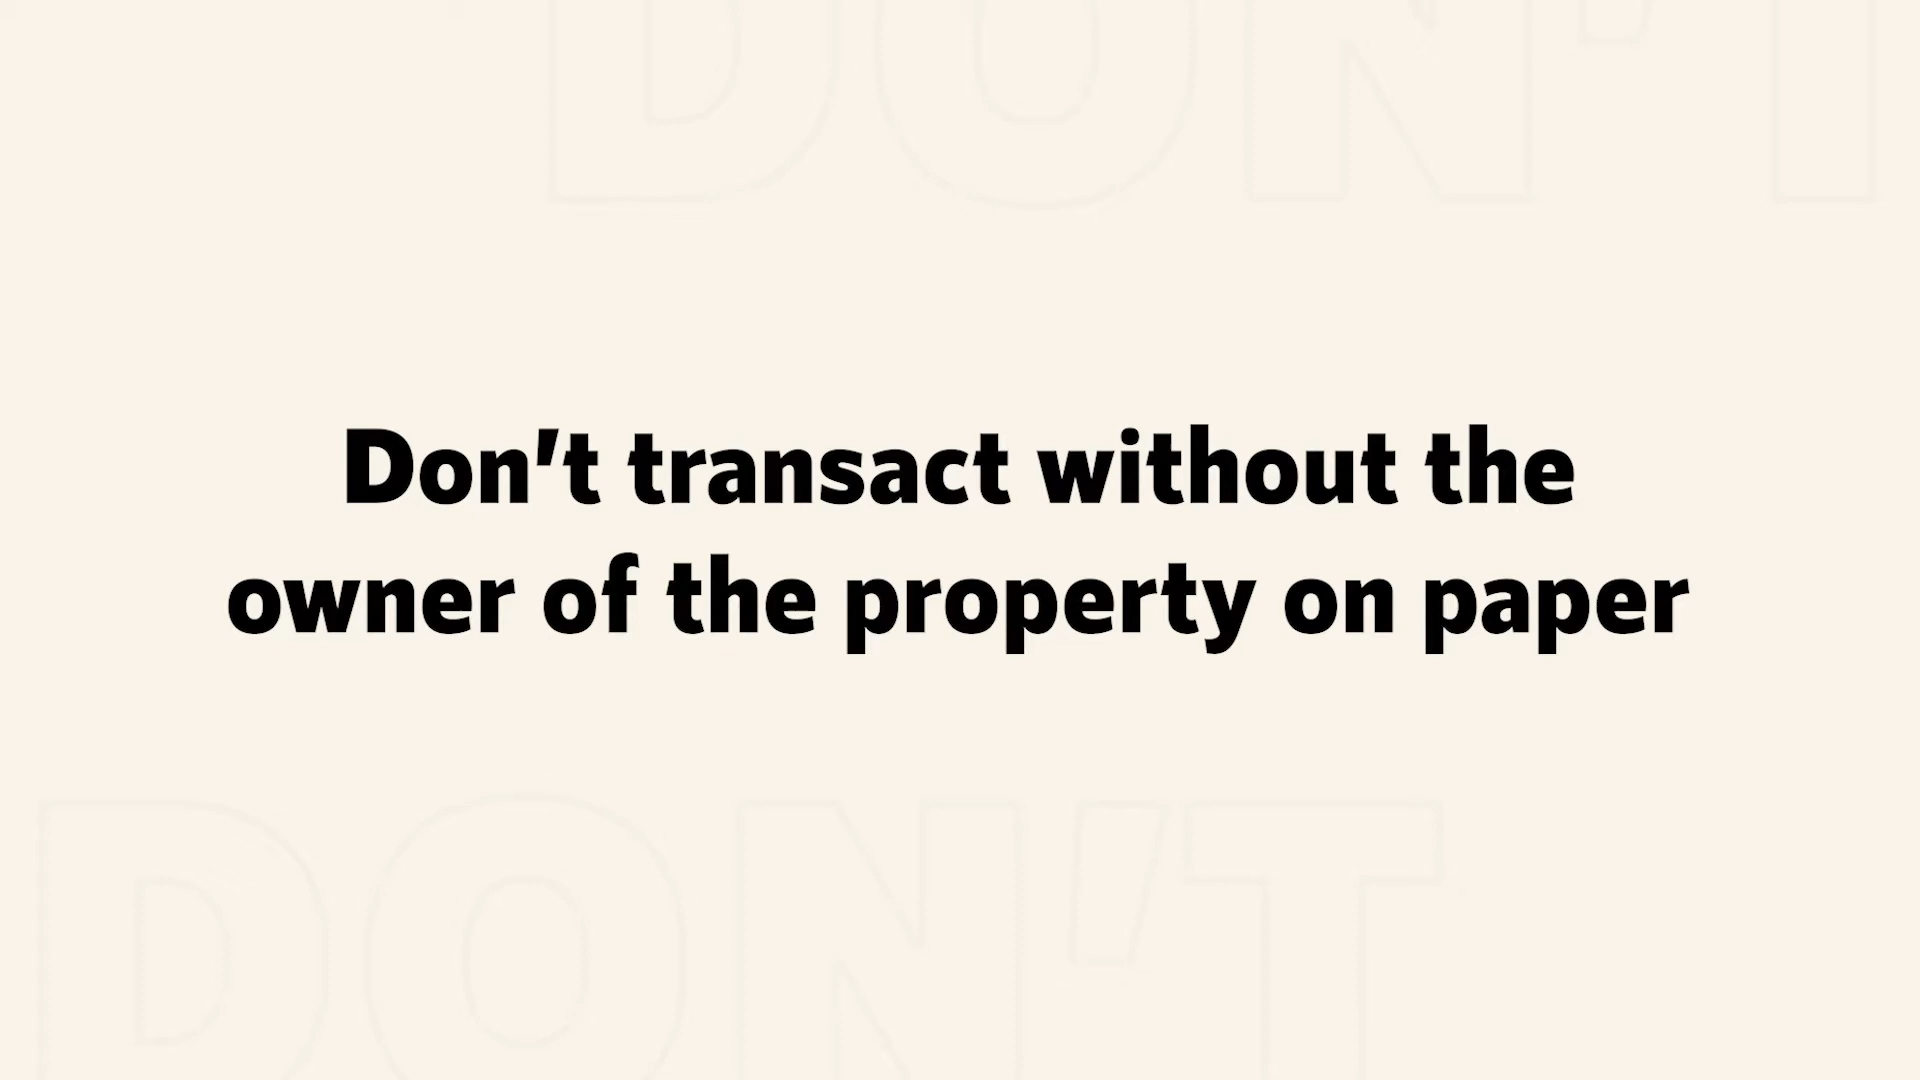 DON'T
Don't transact without the
owner of the property on paper
DON'T